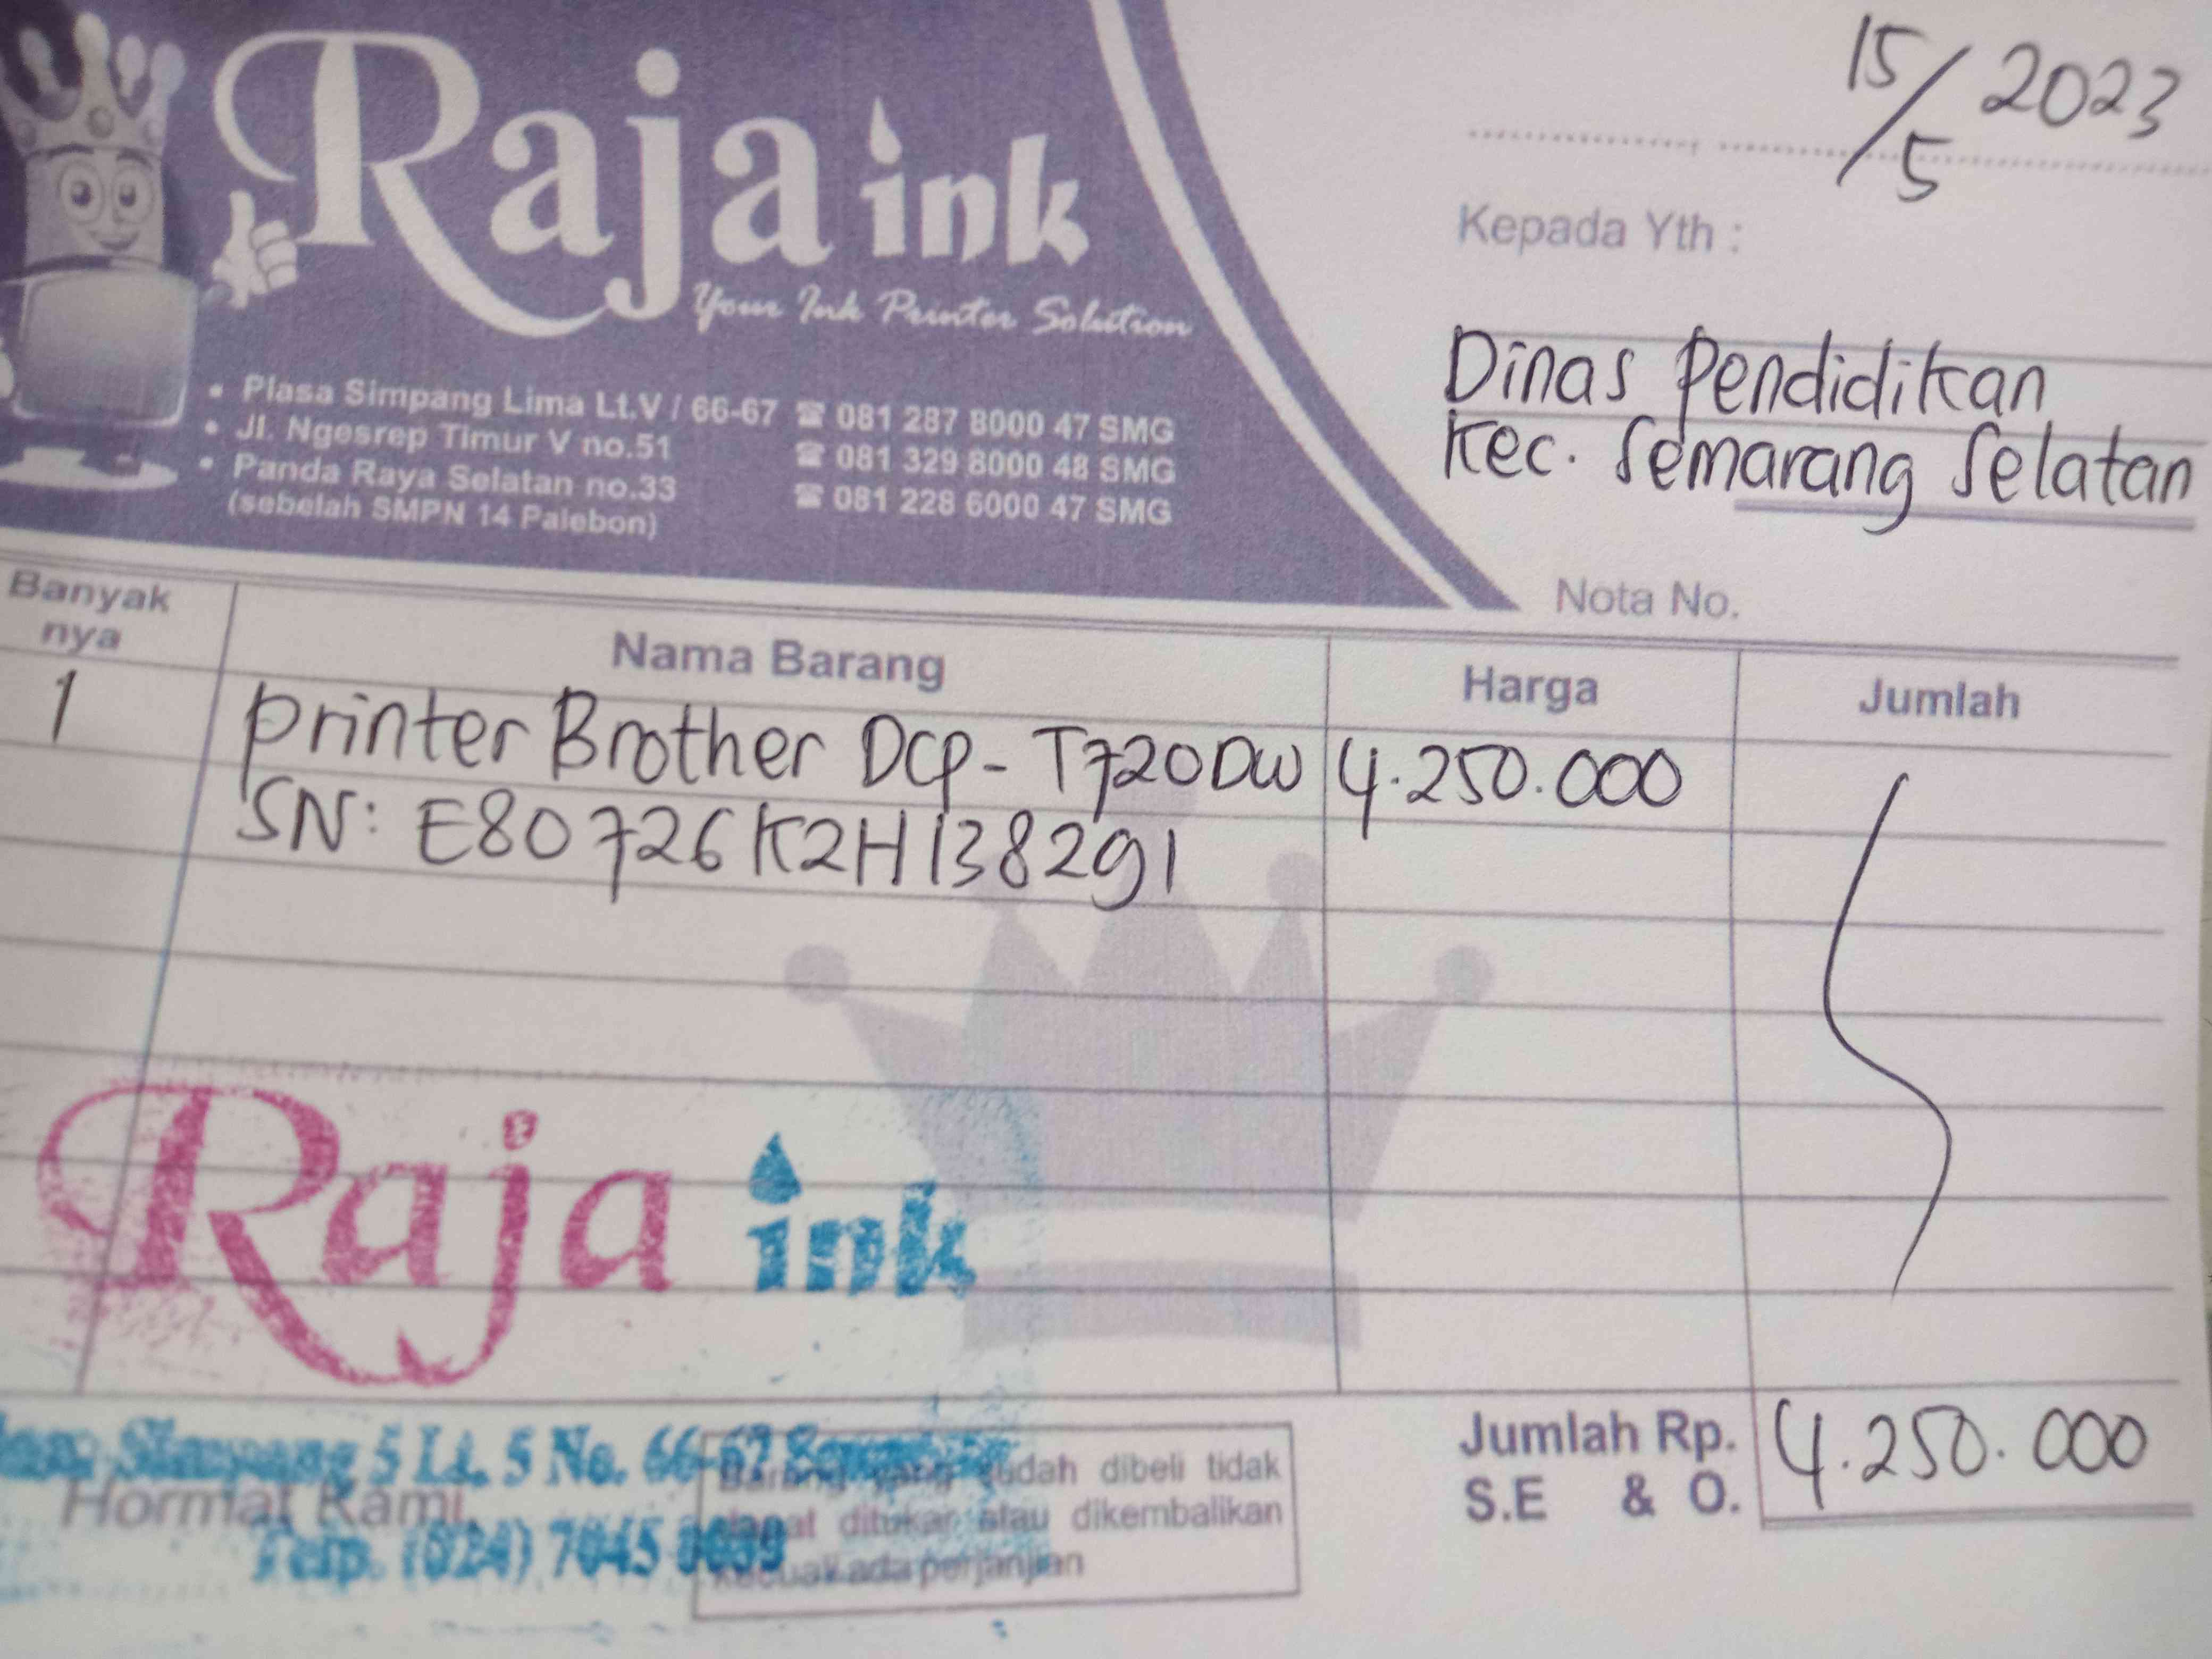 Raja ink
Your Ink Printer Solution
• Plasa Simpang Lima Lt.V / 66-67 ☎ 081 287 8000 47 SMG
• Jl. Ngesrep Timur V no.51 ☎ 081 329 8000 48 SMG
• Panda Raya Selatan no.33 ☎ 081 228 6000 47 SMG
(sebelah SMPN 14 Palebon)
15/5 2023
Kepada Yth :
Dinas Pendidikan
Kec. Semarang Selatan
Nota No.
Banyak nya Nama Barang Harga Jumlah
1 Printer Brother DCP-T720DW 4.250.000
SN: E80726K2H138291
Raja ink
Simpang 5 Lt. 5 No. 66-67
Hormat Kami,
Telp. (024) 7045
Barang yang sudah dibeli tidak
dapat ditukar atau dikembalikan
kecuali ada perjanjian
Jumlah Rp. 4.250.000
S.E & O.